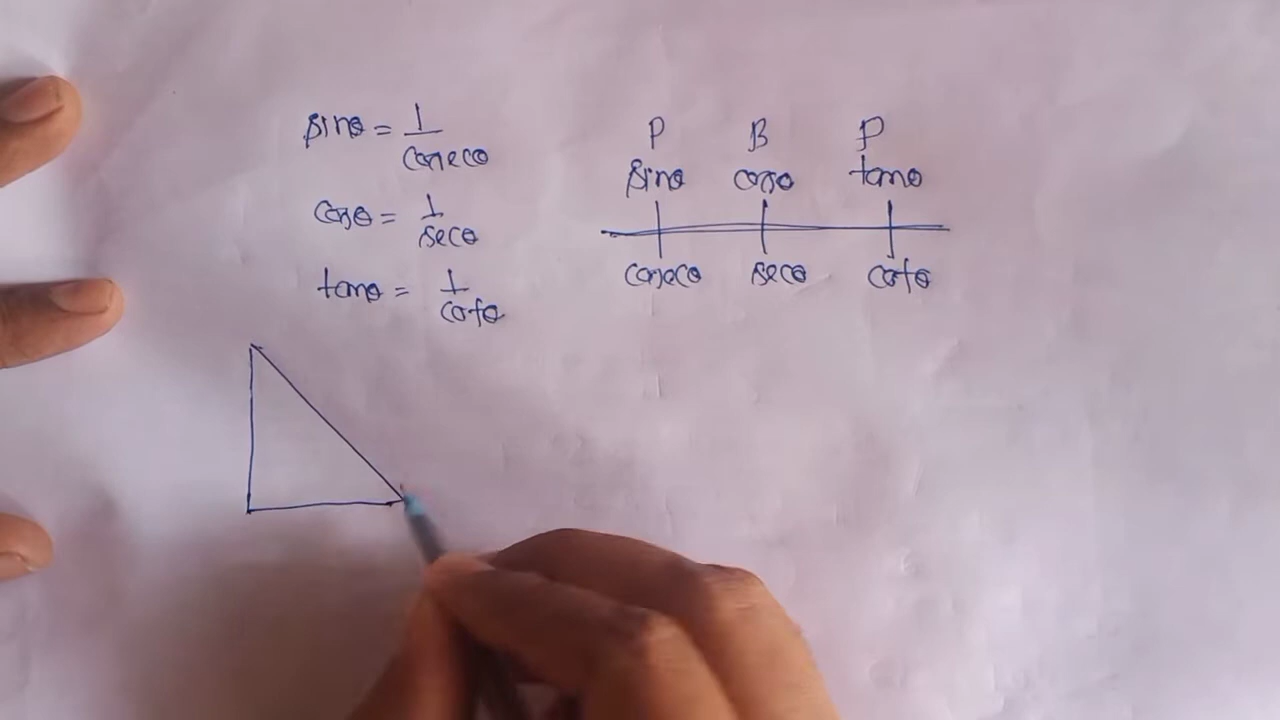 sinθ = 1/cosecθ
cosθ = 1/secθ
tanθ = 1/cotθ
P B P
sinθ cosθ tanθ
cosecθ secθ cotθ